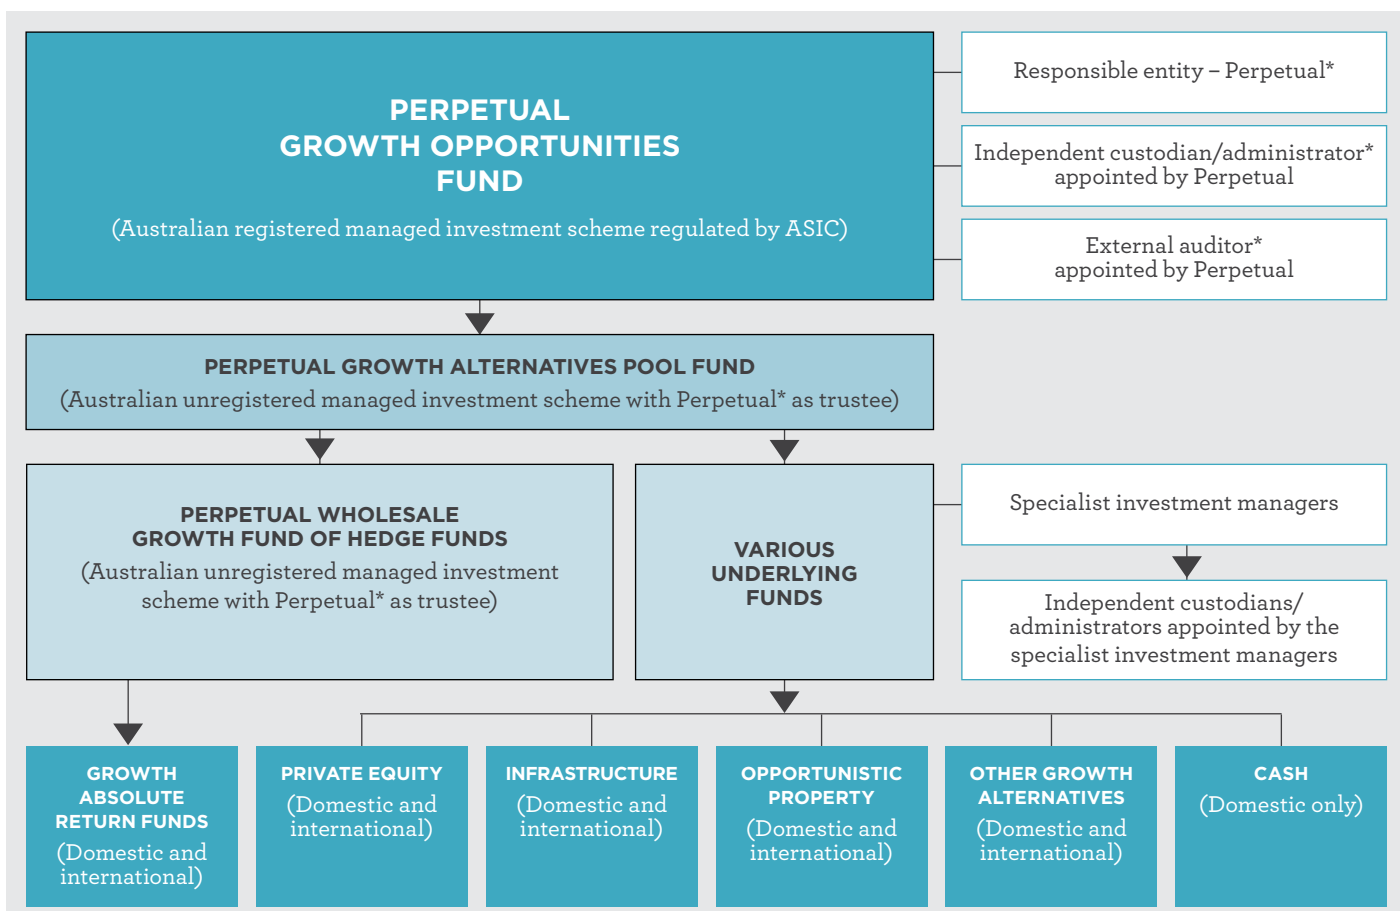 PERPETUAL
GROWTH OPPORTUNITIES
FUND
(Australian registered managed investment scheme regulated by ASIC)
Responsible entity – Perpetual*
Independent custodian/administrator*
appointed by Perpetual
External auditor*
appointed by Perpetual
PERPETUAL GROWTH ALTERNATIVES POOL FUND
(Australian unregistered managed investment scheme with Perpetual* as trustee)
PERPETUAL WHOLESALE
GROWTH FUND OF HEDGE FUNDS
(Australian unregistered managed investment
scheme with Perpetual* as trustee)
VARIOUS
UNDERLYING
FUNDS
Specialist investment managers
Independent custodians/
administrators appointed by the
specialist investment managers
GROWTH
ABSOLUTE
RETURN FUNDS
(Domestic and
international)
PRIVATE EQUITY
(Domestic and
international)
INFRASTRUCTURE
(Domestic and
international)
OPPORTUNISTIC
PROPERTY
(Domestic and
international)
OTHER GROWTH
ALTERNATIVES
(Domestic and
international)
CASH
(Domestic only)